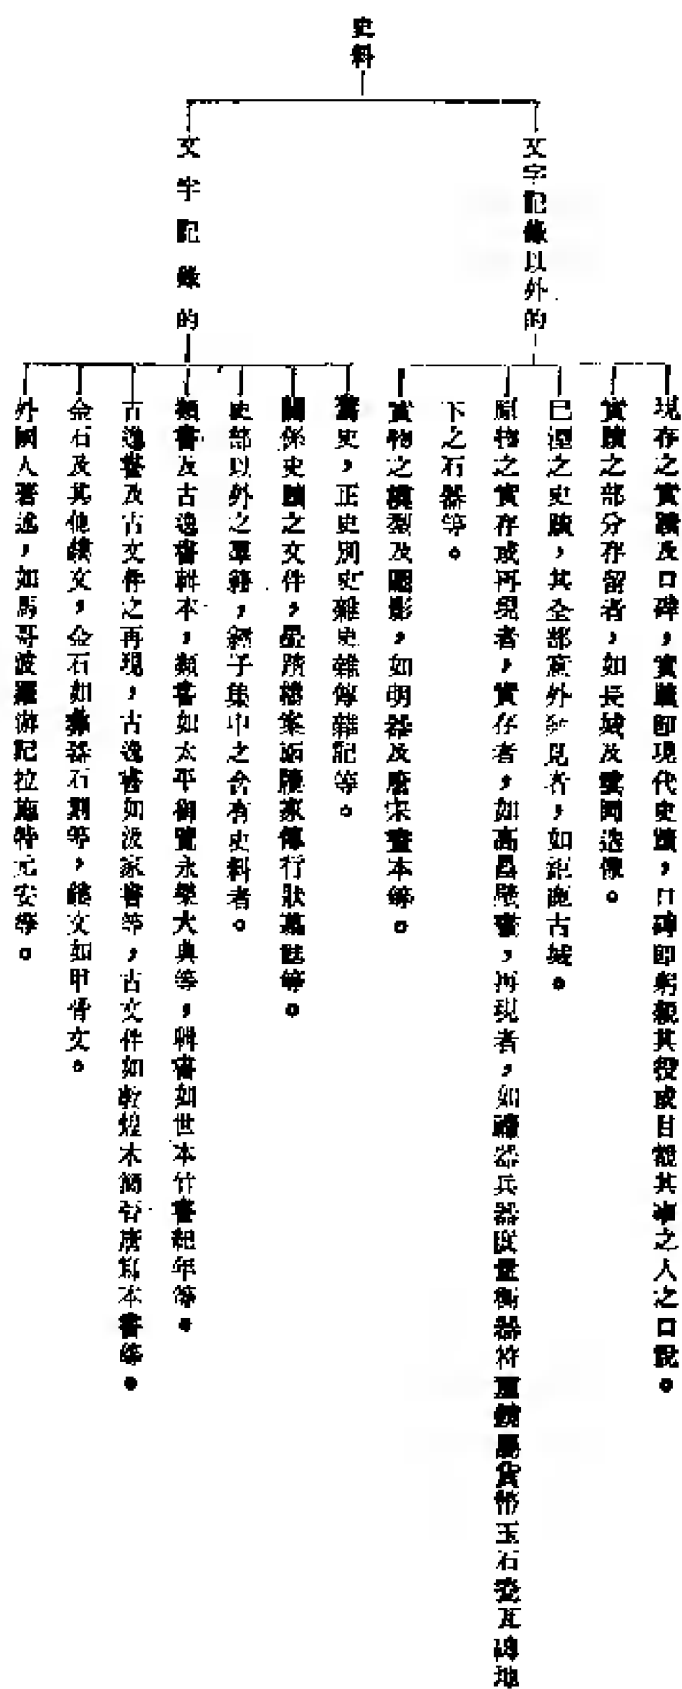 史料
文字記錄以外的
現存之實蹟及口碑，實蹟卽現代史蹟，口碑卽躬親其役或目覩其事之人之口說。
實蹟之部分存留者，如長城及雲岡造像。
已湮之史蹟，其全部意外發見者，如鉅鹿古城。
原物之實存或再現者，實存者，如高昌壁畫，再現者，如禮器兵器度量衡器符璽鏡屬貨幣玉石甕瓦磚地
下之石器等。
實物之模型及圖影，如明器及唐宋畫本等。
文字記錄的
舊史，正史別史雜史雜傳雜記等。
關係史蹟之文件，檔案函牘家傳行狀墓誌等。
史部以外之羣籍，經子集中之含有史料者。
類書及古逸書輯本，類書如太平御覽永樂大典等，輯書如世本竹書紀年等。
古逸書及古文件之再現，古逸書如汲冢書等，古文件如敦煌木簡晉唐寫本書等。
金石及其他鏤文，金石如彝器石刻等，鏤文如甲骨文。
外國人著述，如馬哥波羅游記拉施特元史等。